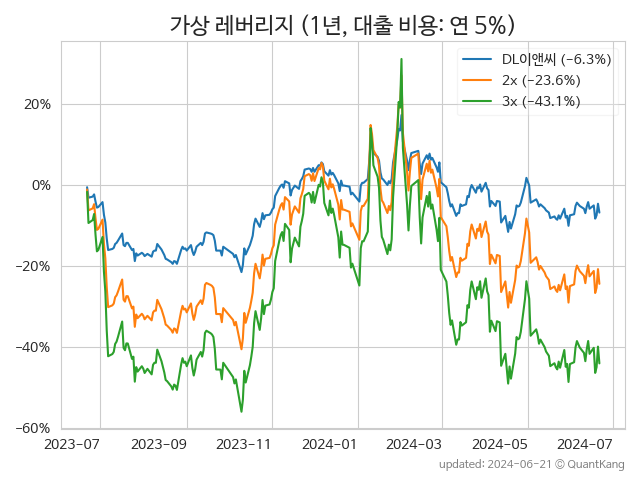 가상 레버리지 (1년, 대출 비용: 연 5%)
DL이앤씨 (−6.3%)
2x (−23.6%)
3x (−43.1%)
20%
0%
−20%
−40%
−60%
2023-07 2023-09 2023-11 2024-01 2024-03 2024-05 2024-07
updated: 2024-06-21 © QuantKang